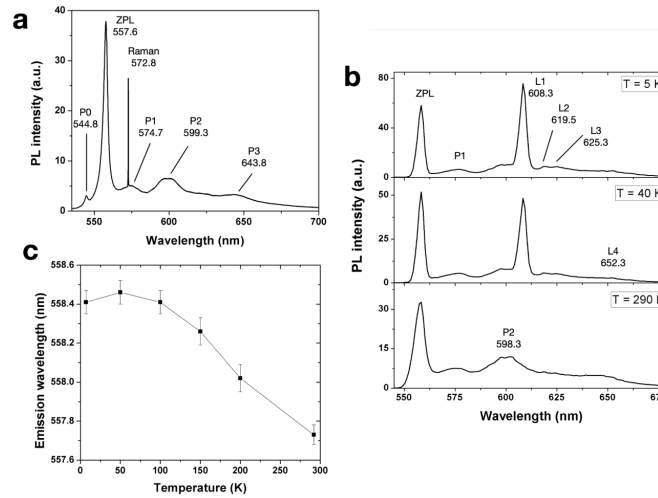 a
40
30
20
10
0
PL intensity (a.u.)
ZPL
557.6
Raman
572.8
P0
544.8
P1
574.7
P2
599.3
P3
643.8
550
600
650
700
Wavelength (nm)
b
80
40
0
ZPL
P1
L1
608.3
L2
619.5
L3
625.3
T = 5 K
50
25
0
PL intensity (a.u.)
L4
652.3
T = 40 K
45
30
15
0
P2
598.3
T = 290
550
575
600
625
650
Wavelength (nm)
c
558.6
558.4
558.2
558.0
557.8
557.6
Emission wavelength (nm)
0
50
100
150
200
250
300
Temperature (K)